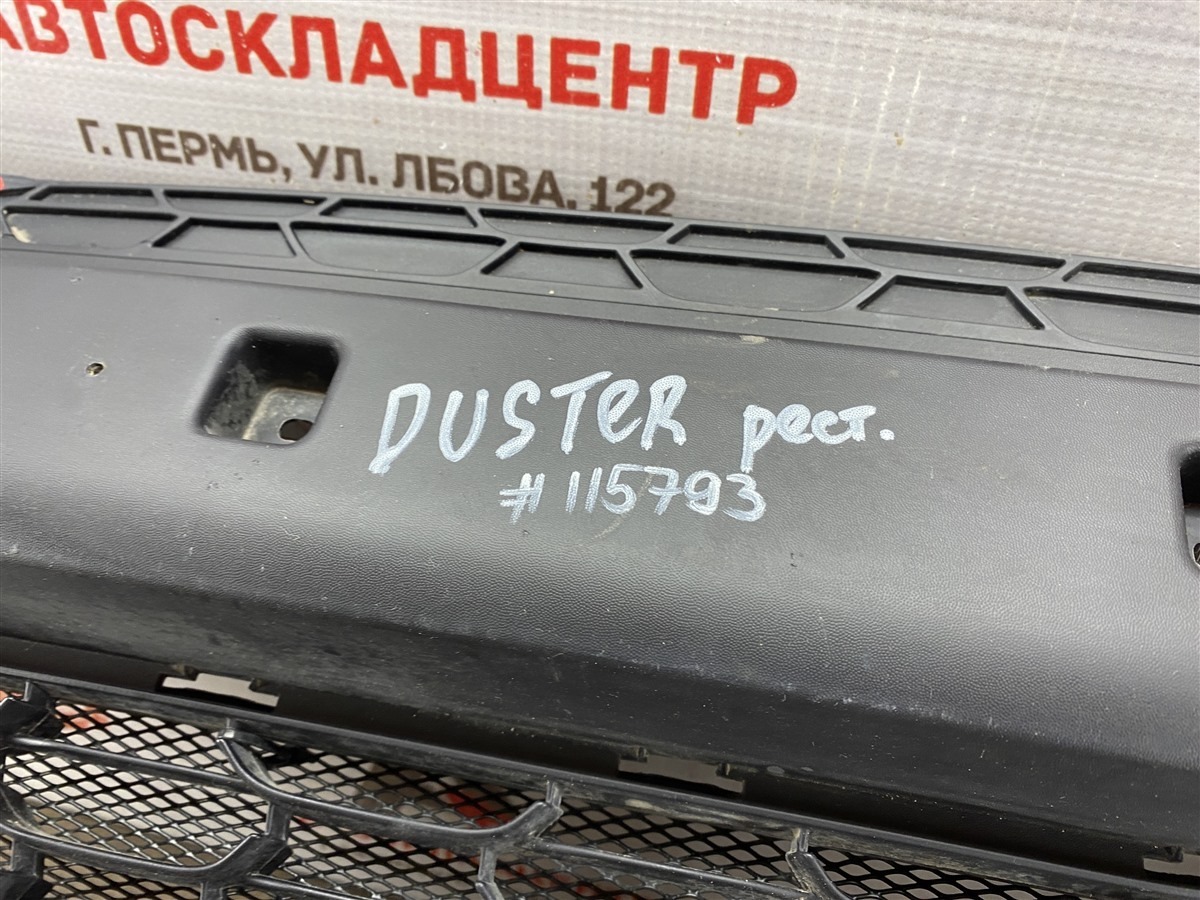 АВТОСКЛАДЦЕНТР
Г. ПЕРМЬ, УЛ. ЛБОВА, 122
DUSTeR рест.
#115793